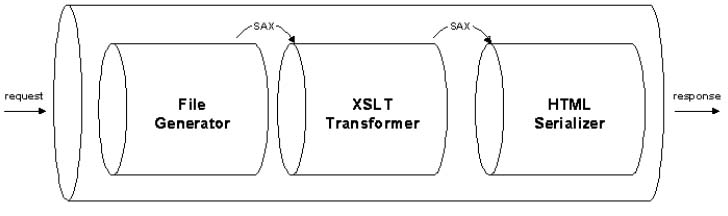 SAX
SAX
request
File
Generator
XSLT
Transformer
HTML
Serializer
response